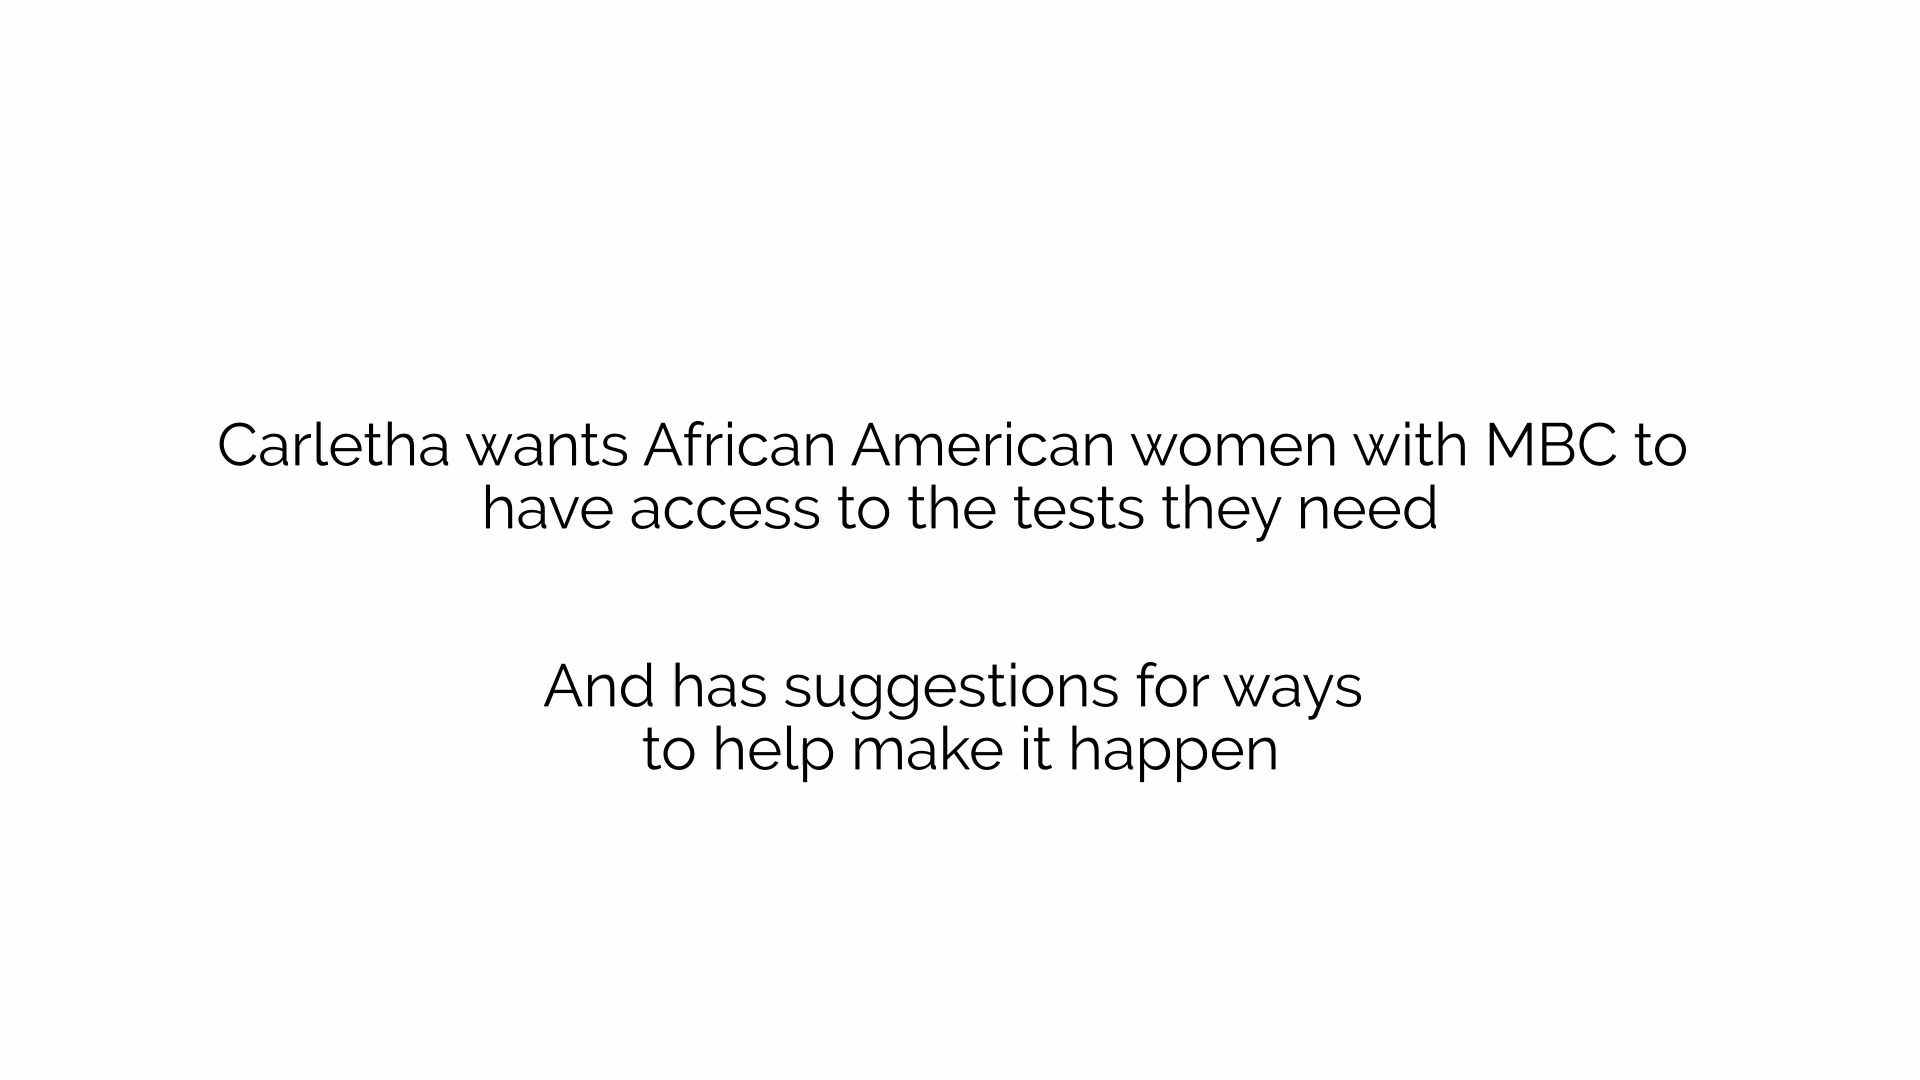 Carletha wants African American women with MBC to
have access to the tests they need
And has suggestions for ways
to help make it happen